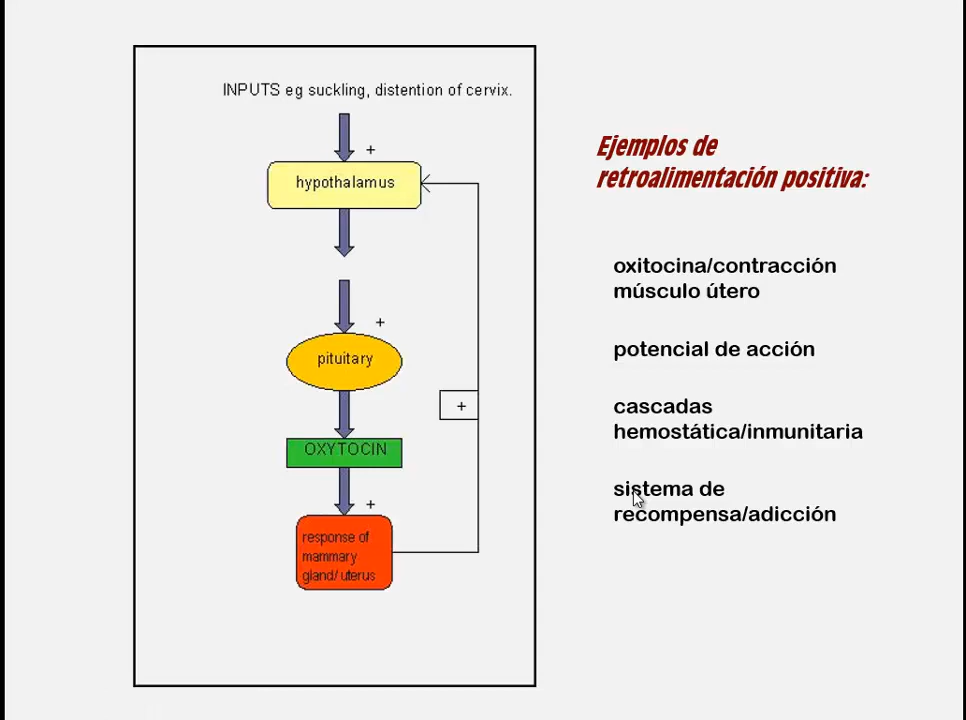 INPUTS eg suckling, distention of cervix.
+
hypothalamus
+
pituitary
+
OXYTOCIN
+
response of
mammary
gland/ uterus
Ejemplos de
retroalimentación positiva:
oxitocina/contracción
músculo útero
potencial de acción
cascadas
hemostática/inmunitaria
sistema de
recompensa/adicción